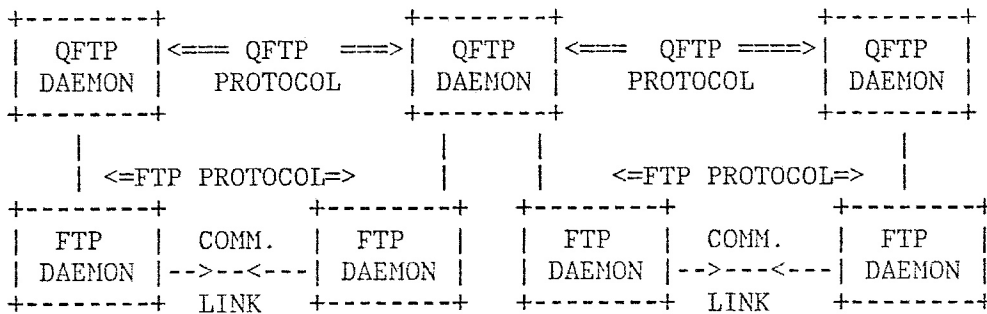 +--------+                +--------+                +--------+
|  QFTP  |<=== QFTP  ===>|  QFTP  |<===  QFTP ====>|  QFTP  |
| DAEMON |   PROTOCOL    | DAEMON |     PROTOCOL    | DAEMON |
+--------+                +--------+                +--------+
    |                       |     |                     |
    | <=FTP PROTOCOL=>      |     |    <=FTP PROTOCOL=> |
+--------+         +--------+   +--------+          +--------+
|  FTP   |  COMM.  |  FTP   |   |  FTP   |  COMM.   |  FTP   |
| DAEMON |-->--<---| DAEMON |   | DAEMON |-->---<---| DAEMON |
+--------+  LINK   +--------+   +--------+  LINK    +--------+